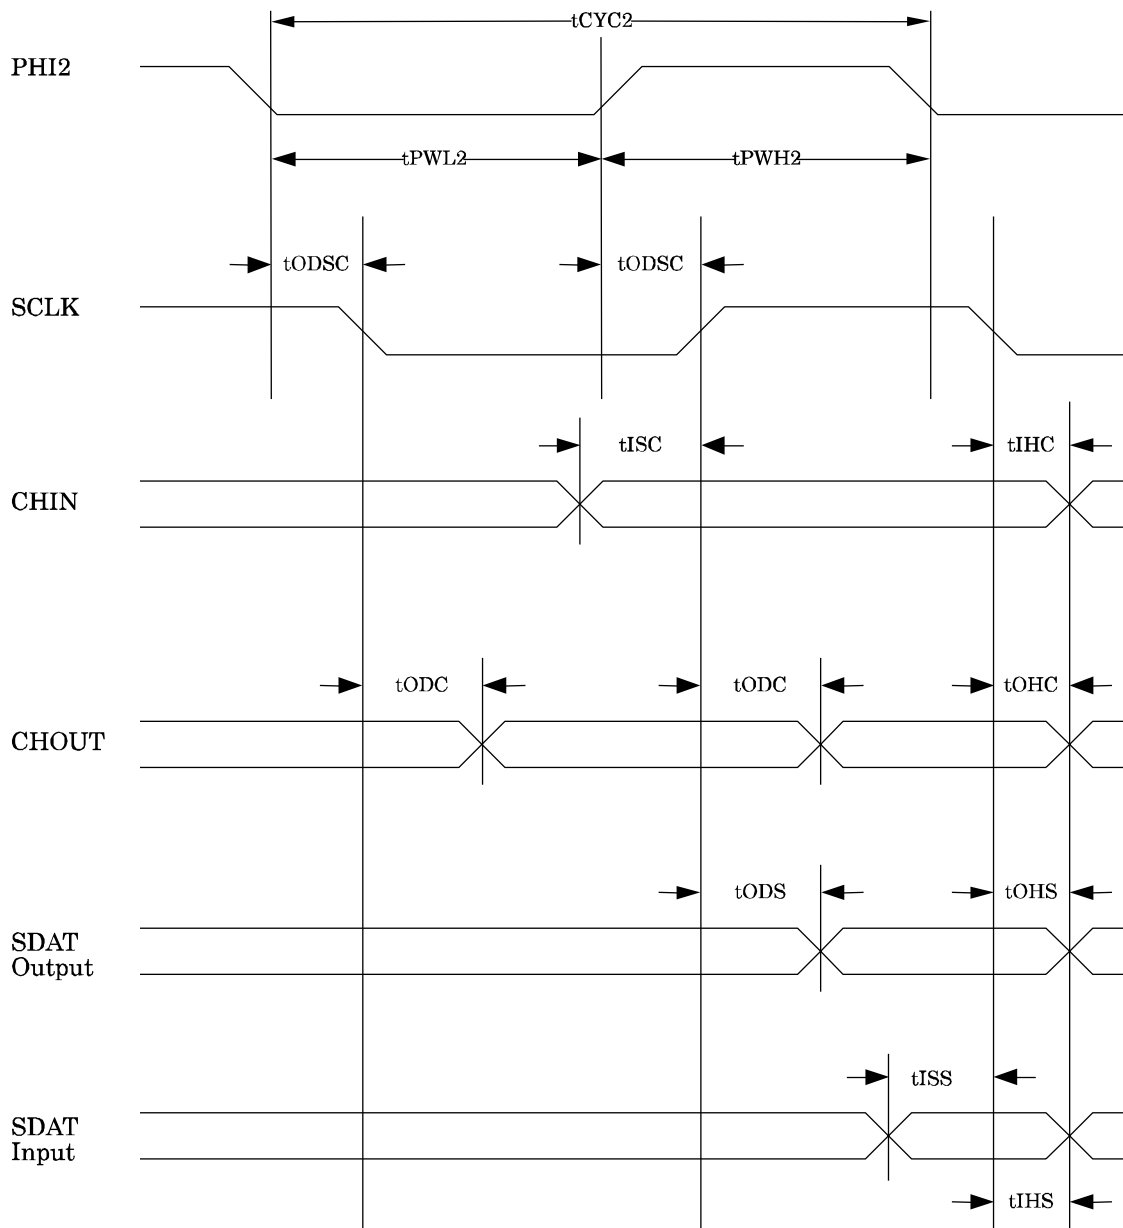 tCYC2
PHI2
tPWL2 tPWH2
tODSC tODSC
SCLK
tISC tIHC
CHIN
tODC tODC tOHC
CHOUT
tODS tOHS
SDAT
Output
tISS
SDAT
Input
tIHS